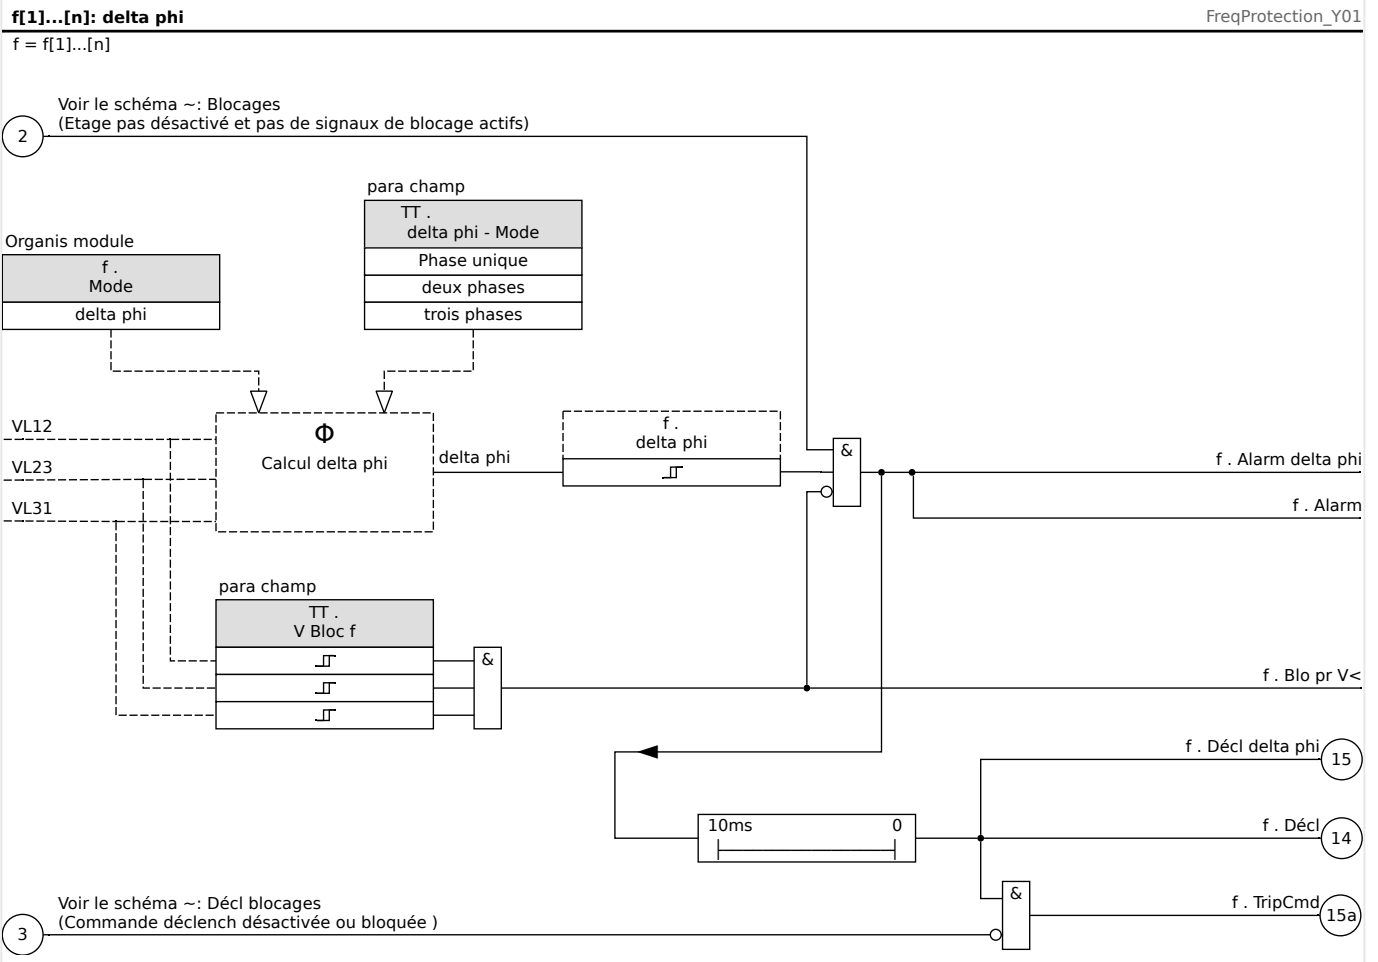 f[1]...[n]: delta phi
FreqProtection_Y01
f = f[1]...[n]
Voir le schéma ~: Blocages
(Etage pas désactivé et pas de signaux de blocage actifs)
2
para champ
TT .
delta phi - Mode
Phase unique
deux phases
trois phases
Organis module
f .
Mode
delta phi
VL12
VL23
VL31
Φ
Calcul delta phi
delta phi
f .
delta phi
&
f . Alarm delta phi
f . Alarm
para champ
TT .
V Bloc f
&
f . Blo pr V<
f . Décl delta phi
15
10ms 0
f . Décl
14
&
f . TripCmd
15a
Voir le schéma ~: Décl blocages
(Commande déclench désactivée ou bloquée )
3